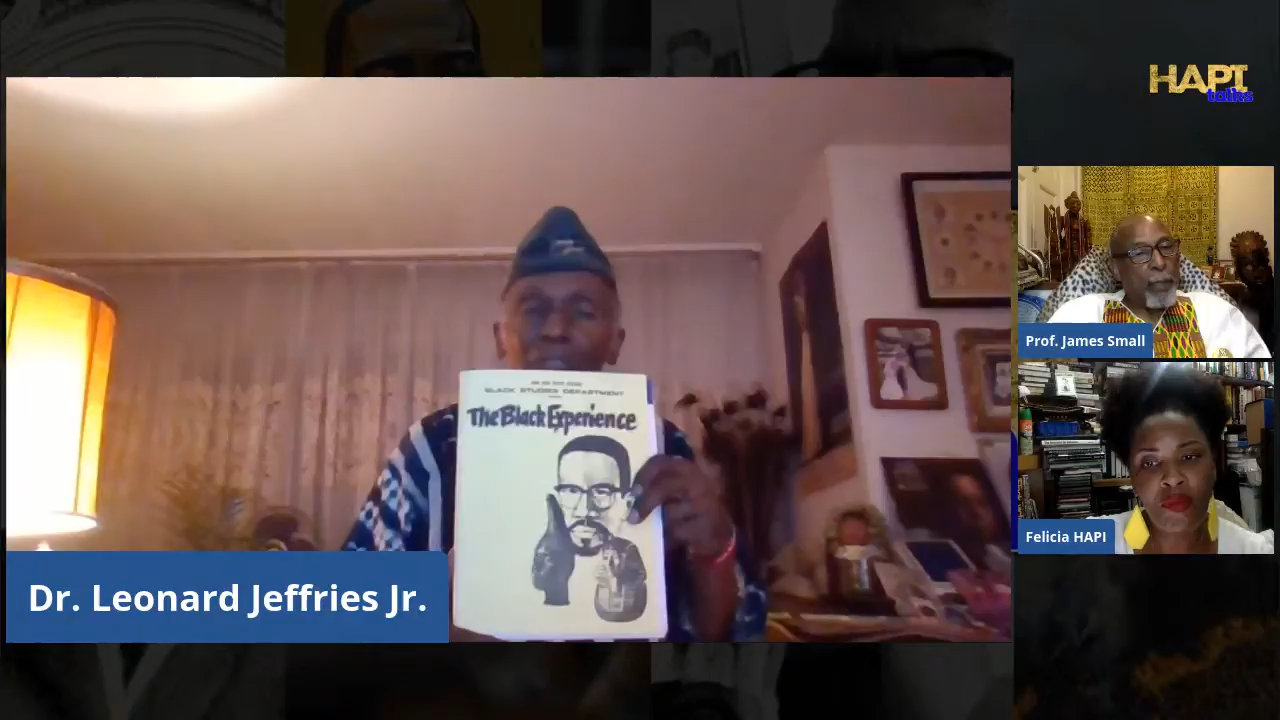 HAPI
talks
BLACK STUDIES DEPARTMENT
The Black Experience
Dr. Leonard Jeffries Jr.
Prof. James Small
Felicia HAPI